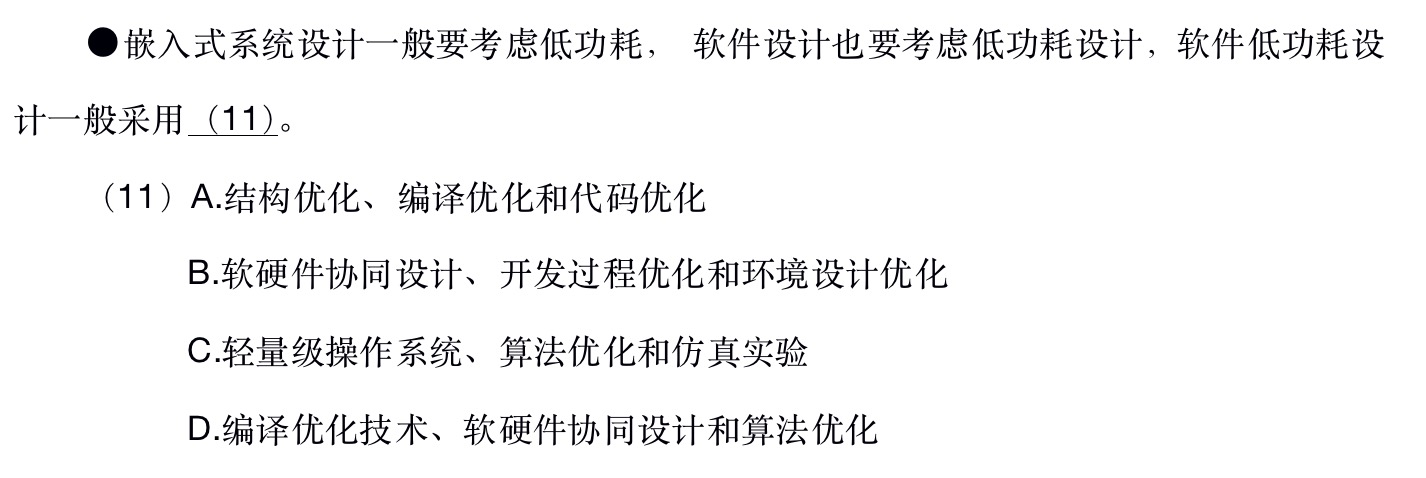 ●嵌入式系统设计一般要考虑低功耗， 软件设计也要考虑低功耗设计，软件低功耗设
计一般采用（11）。
（11）A.结构优化、编译优化和代码优化
B.软硬件协同设计、开发过程优化和环境设计优化
C.轻量级操作系统、算法优化和仿真实验
D.编译优化技术、软硬件协同设计和算法优化